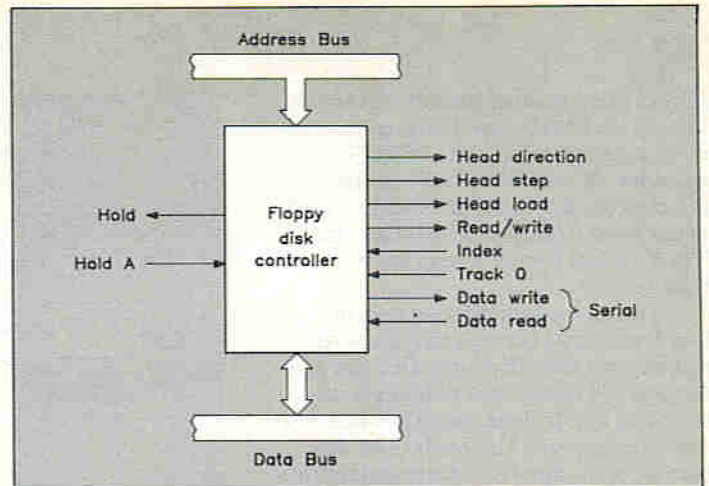 Address Bus
Hold
Hold A
Floppy
disk
controller
Head direction
Head step
Head load
Read/write
Index
Track 0
Data write
Data read
Serial
Data Bus